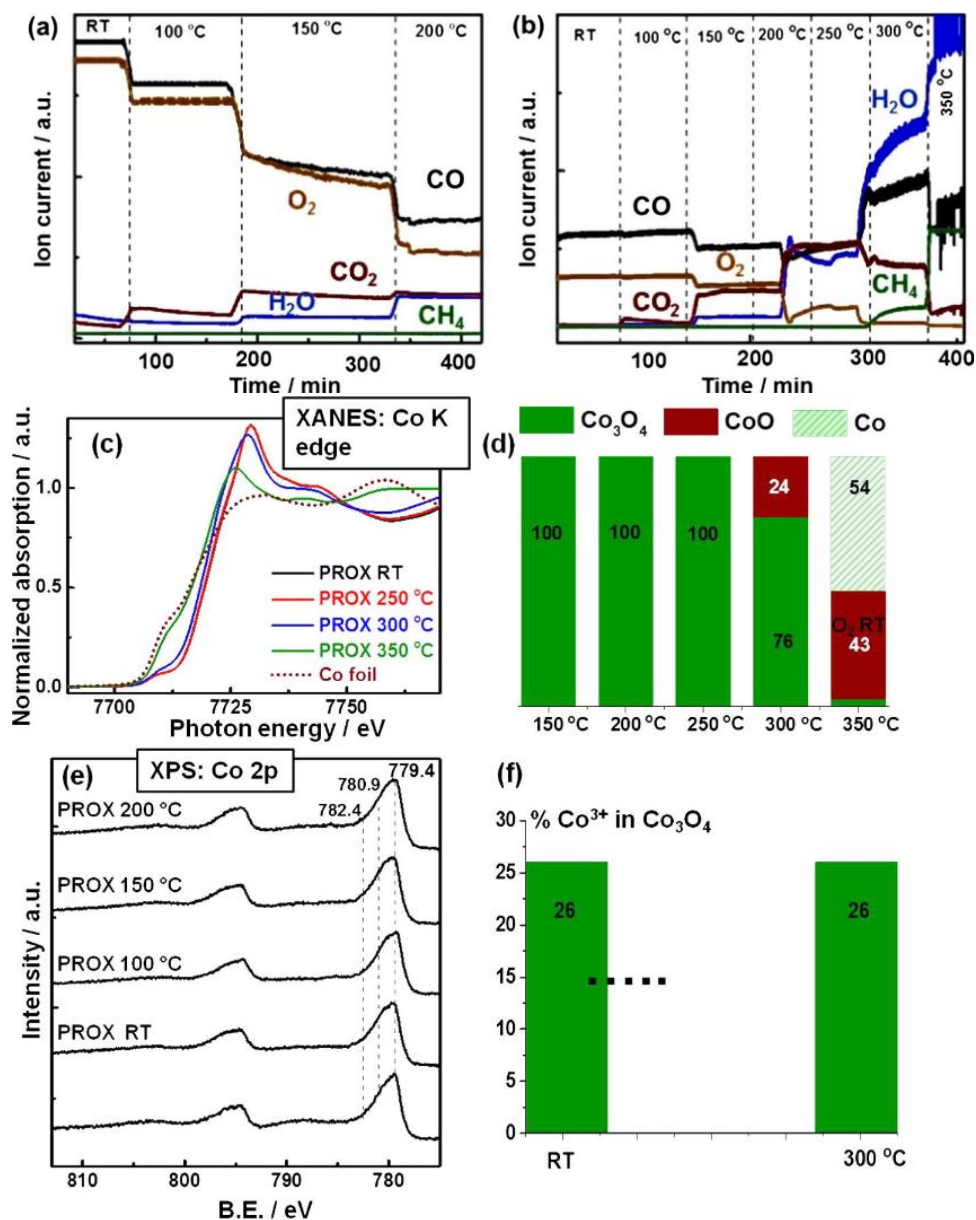 (a)
RT
100 °C
150 °C
200 °C
CO
O₂
CO₂
H₂O
CH₄
Ion current / a.u.
100
200
300
400
Time / min
(b)
RT
100 °C
150 °C
200 °C
250 °C
300 °C
350 °C
H₂O
CO
O₂
CO₂
CH₄
Ion current / a.u.
100
200
300
400
Time / min
(c)
XANES: Co K
edge
Normalized absorption / a.u.
1.0
0.5
0.0
PROX RT
PROX 250 °C
PROX 300 °C
PROX 350 °C
Co foil
7700
7725
7750
Photon energy / eV
(d)
Co₃O₄
CoO
Co
100
100
100
24
76
54
O₂ RT
43
150 °C
200 °C
250 °C
300 °C
350 °C
(e)
XPS: Co 2p
779.4
780.9
782.4
PROX 200 °C
PROX 150 °C
PROX 100 °C
PROX RT
Intensity / a.u.
810
800
790
780
B.E. / eV
(f)
% Co³⁺ in Co₃O₄
30
25
20
15
10
5
0
26
26
RT
300 °C